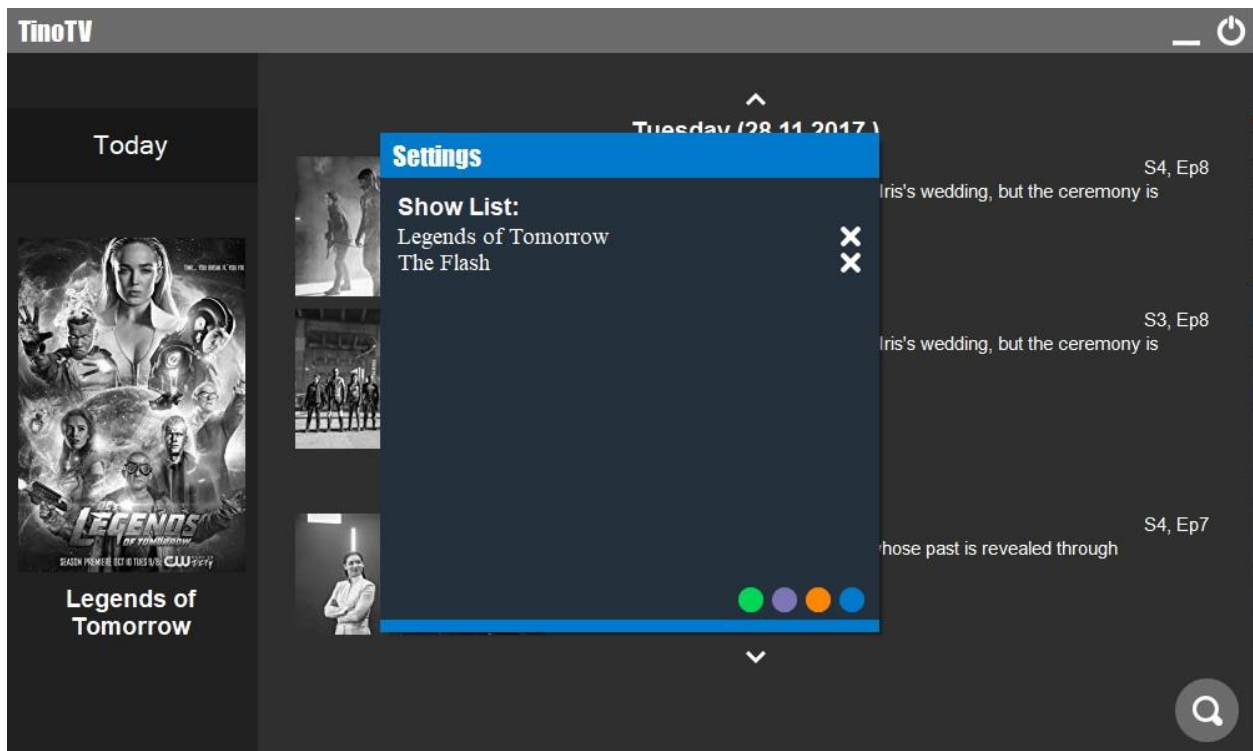 TinoTV
Today
LEGENDS
OF TOMORROW
CW
Legends of
Tomorrow
Tuesday (28.11.2017.)
S4, Ep8
Iris's wedding, but the ceremony is
S3, Ep8
Iris's wedding, but the ceremony is
S4, Ep7
whose past is revealed through
Settings
Show List:
Legends of Tomorrow
The Flash